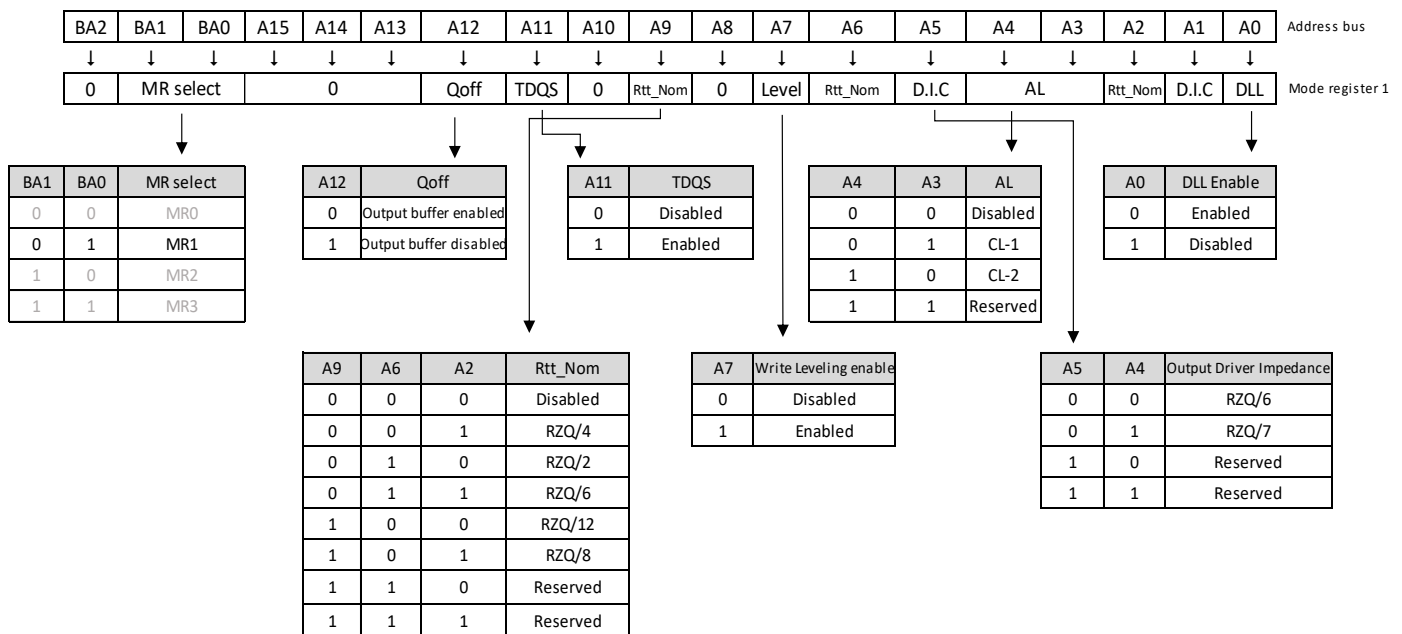 BA2 BA1 BA0 A15 A14 A13 A12 A11 A10 A9 A8 A7 A6 A5 A4 A3 A2 A1 A0 Address bus
↓ ↓ ↓ ↓ ↓ ↓ ↓ ↓ ↓ ↓ ↓ ↓ ↓ ↓ ↓ ↓ ↓ ↓ ↓
0 MR select 0 Qoff TDQS 0 Rtt_Nom 0 Level Rtt_Nom D.I.C AL Rtt_Nom D.I.C DLL Mode register 1
BA1 BA0 MR select
0 0 MR0
0 1 MR1
1 0 MR2
1 1 MR3
A12 Qoff
0 Output buffer enabled
1 Output buffer disabled
A11 TDQS
0 Disabled
1 Enabled
A4 A3 AL
0 0 Disabled
0 1 CL-1
1 0 CL-2
1 1 Reserved
A0 DLL Enable
0 Enabled
1 Disabled
A9 A6 A2 Rtt_Nom
0 0 0 Disabled
0 0 1 RZQ/4
0 1 0 RZQ/2
0 1 1 RZQ/6
1 0 0 RZQ/12
1 0 1 RZQ/8
1 1 0 Reserved
1 1 1 Reserved
A7 Write Leveling enable
0 Disabled
1 Enabled
A5 A4 Output Driver Impedance
0 0 RZQ/6
0 1 RZQ/7
1 0 Reserved
1 1 Reserved